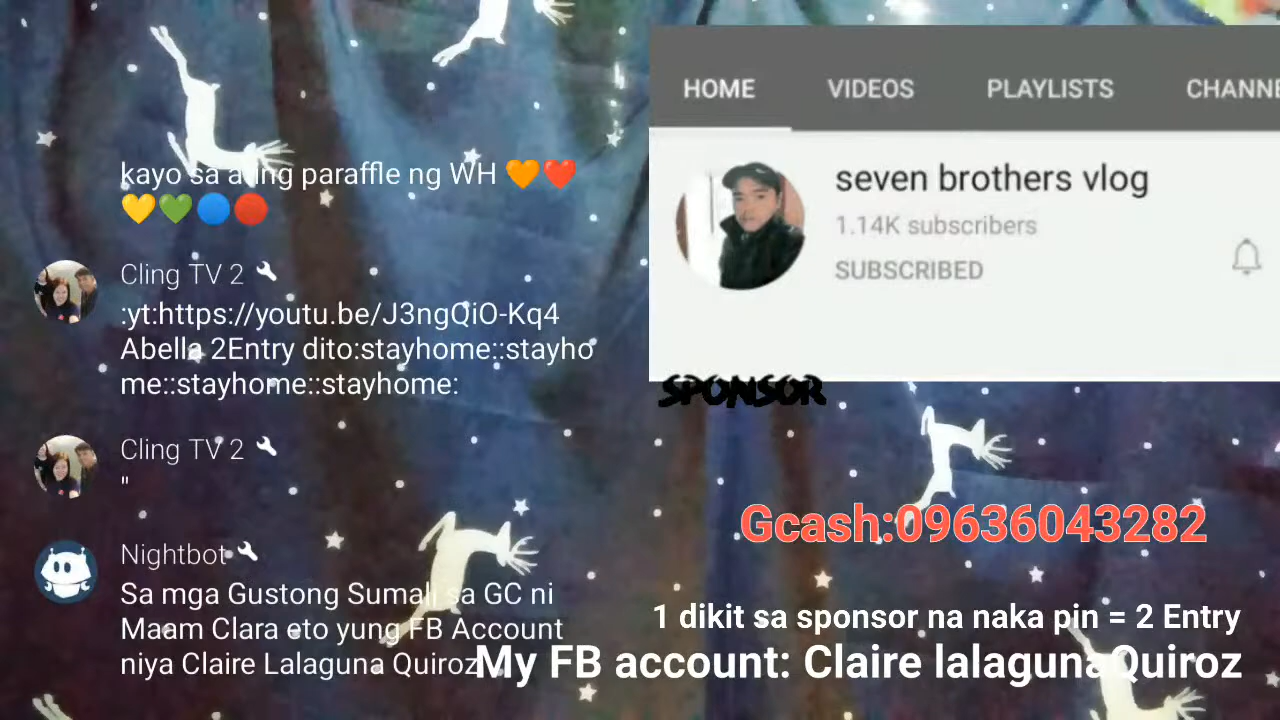 kayo sa ating paraffle ng WH 🧡❤️
💛💚🔵🔴
Cling TV 2
:yt:https://youtu.be/J3ngQiO-Kq4
Abella 2Entry dito:stayhome::stayho
me::stayhome::stayhome:
Cling TV 2
"
Nightbot
Sa mga Gustong Sumali sa GC ni
Maam Clara eto yung FB Account
niya Claire Lalaguna Quiroz
HOME VIDEOS PLAYLISTS CHANNE
seven brothers vlog
1.14K subscribers
SUBSCRIBED
SPONSOR
Gcash:09636043282
1 dikit sa sponsor na naka pin = 2 Entry
My FB account: Claire lalaguna Quiroz